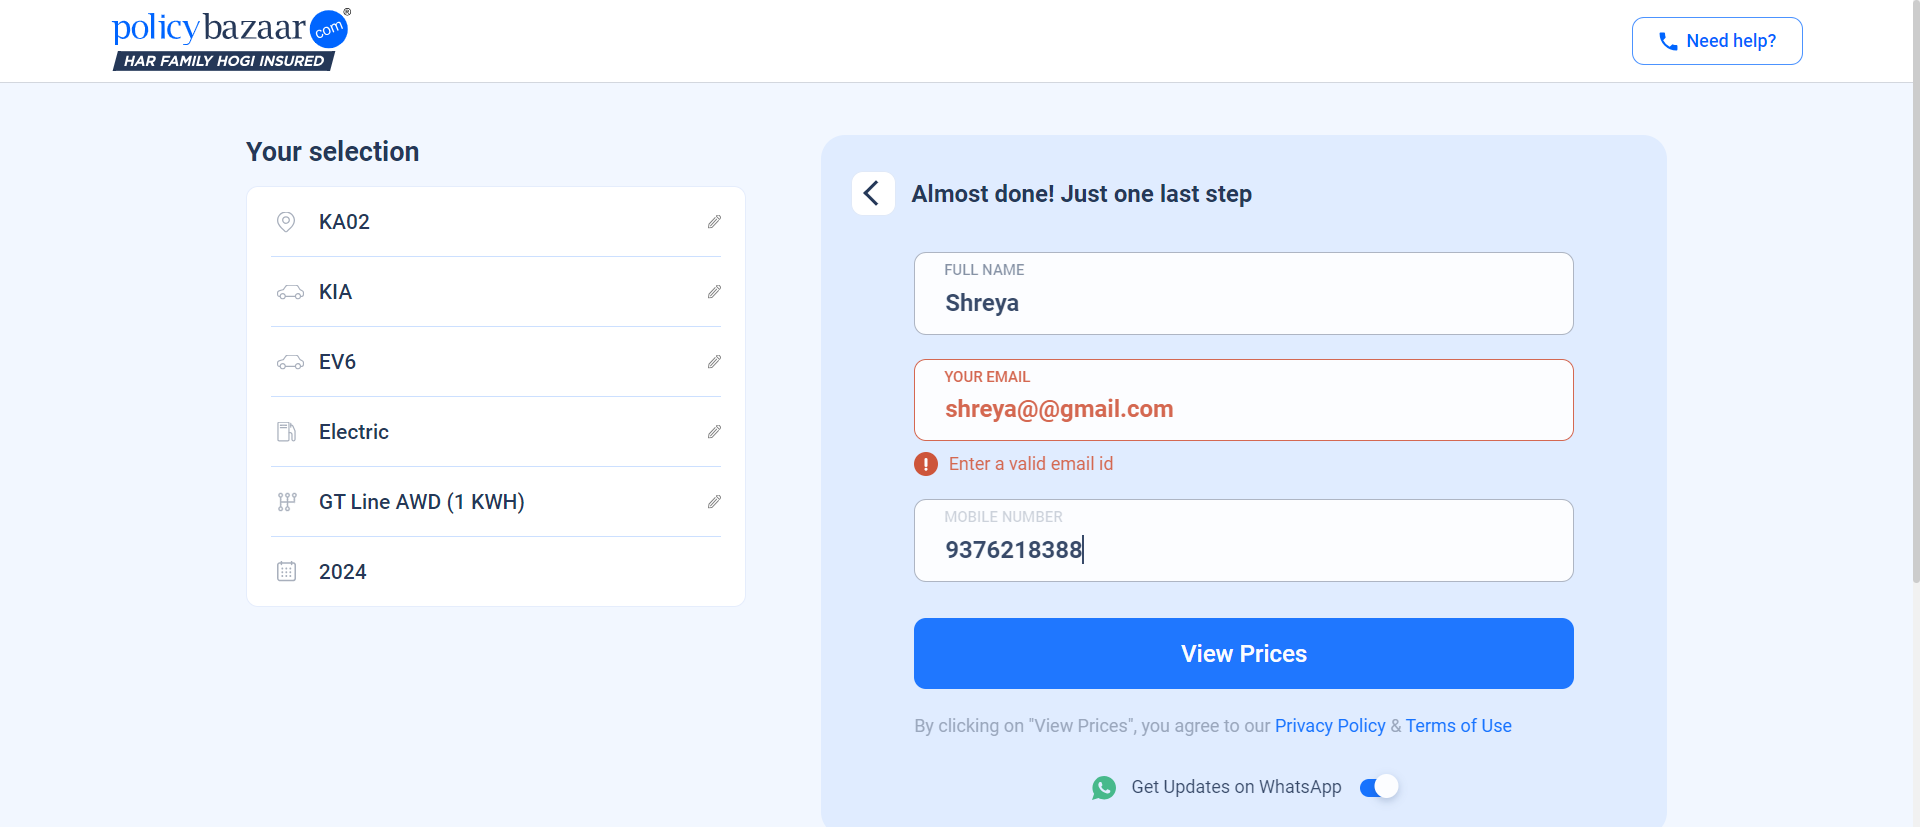 policybazaar.com®
HAR FAMILY HOGI INSURED
Need help?
Your selection
KA02
KIA
EV6
Electric
GT Line AWD (1 KWH)
2024
Almost done! Just one last step
FULL NAME
Shreya
YOUR EMAIL
shreya@@gmail.com
! Enter a valid email id
MOBILE NUMBER
9376218388
View Prices
By clicking on "View Prices", you agree to our Privacy Policy & Terms of Use
Get Updates on WhatsApp